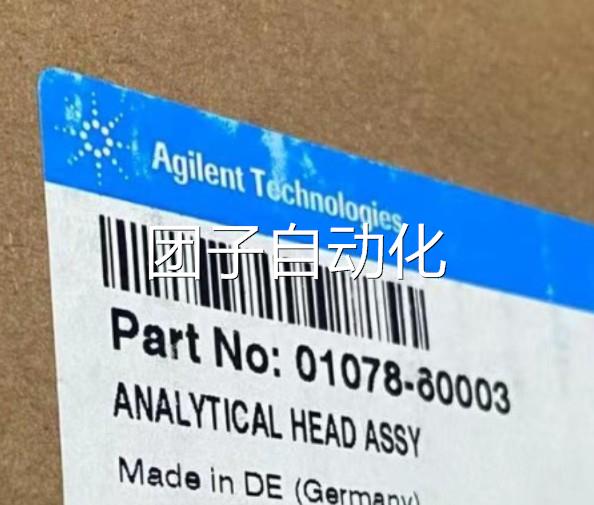 Agilent Technologies
团子自动化
Part No: 01078-60003
ANALYTICAL HEAD ASSY
Made in DE (Germany)